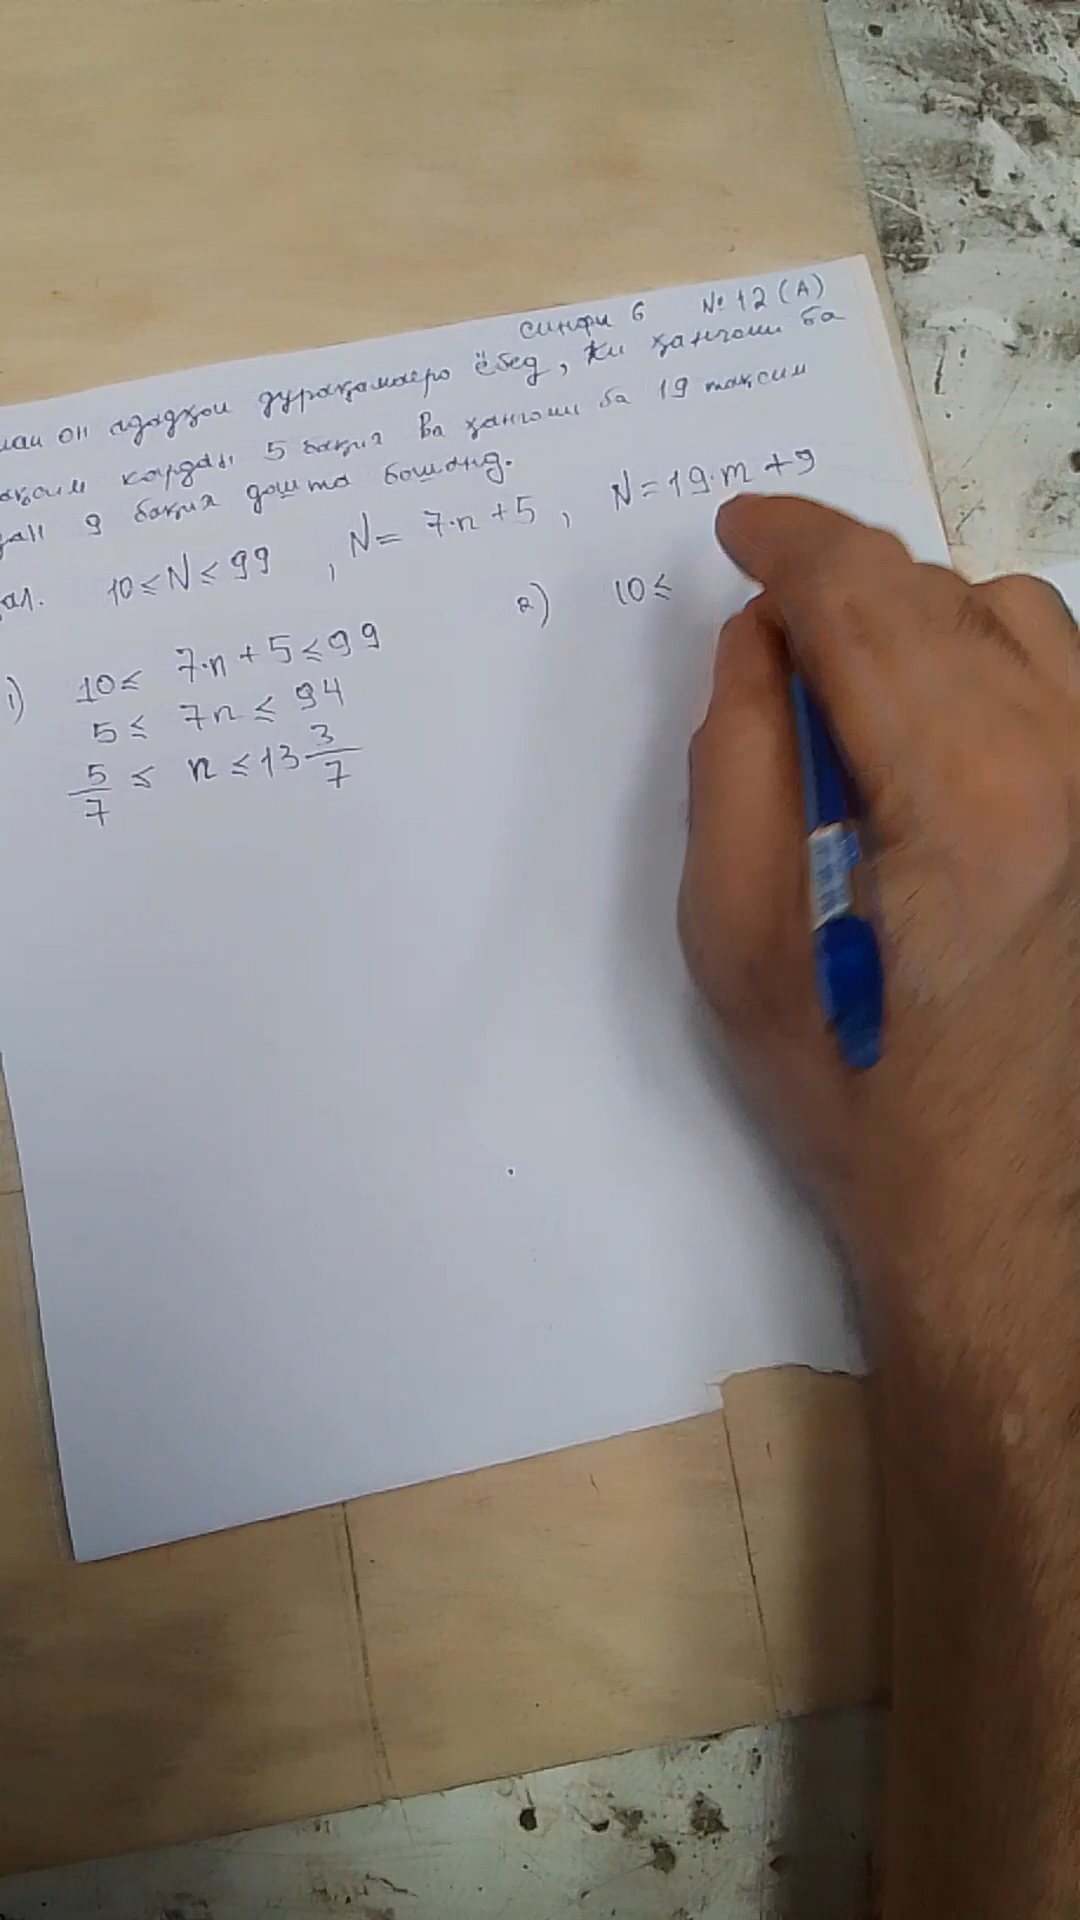 синфи 6 № 12 (A)
он ададҳои дурақамаеро ёбед, ки ҳангоми ба
кардан 5 бақия ва ҳангоми ба 19 тақсим
9 бақия дошта бошанд.
10 ≤ N ≤ 99 , N = 7·n + 5 , N = 19·m + 9
1) 10 ≤ 7·n + 5 ≤ 99
5 ≤ 7n ≤ 94
5/7 ≤ n ≤ 13 3/7
2) 10 ≤